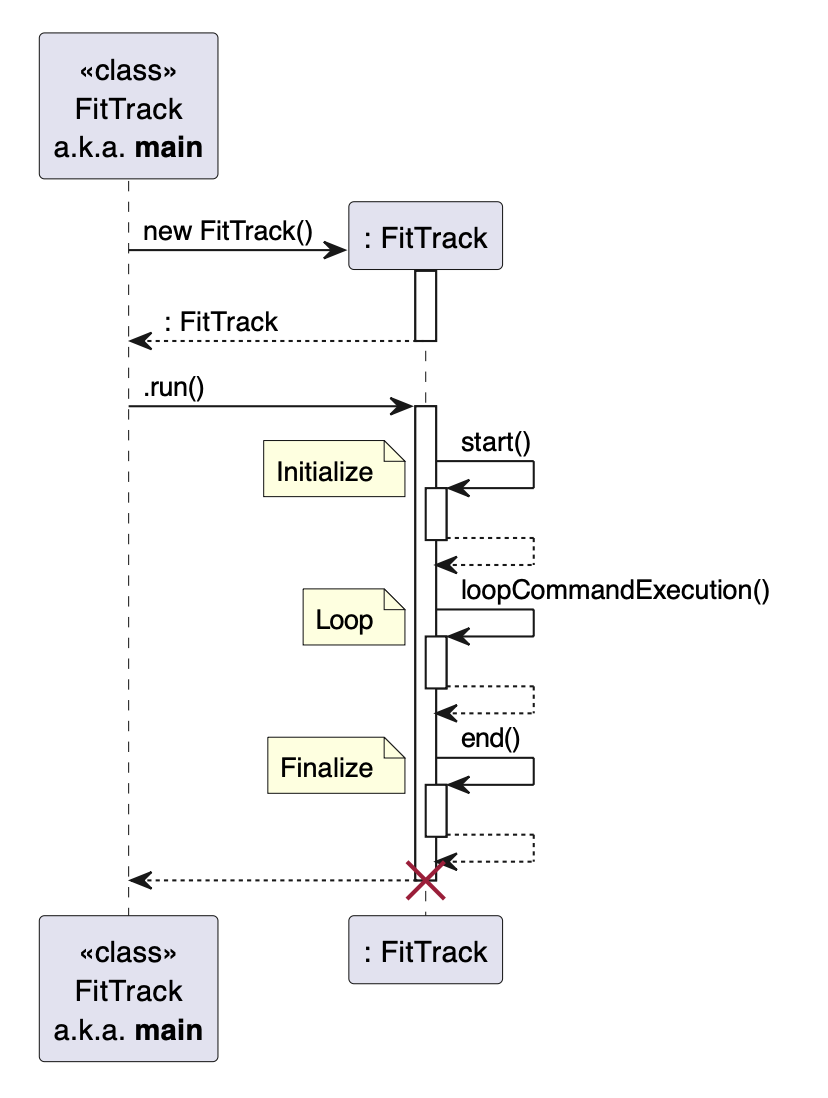 «class»
FitTrack
a.k.a. main
new FitTrack()
: FitTrack
: FitTrack
.run()
start()
Initialize
loopCommandExecution()
Loop
end()
Finalize
«class»
FitTrack
a.k.a. main
: FitTrack